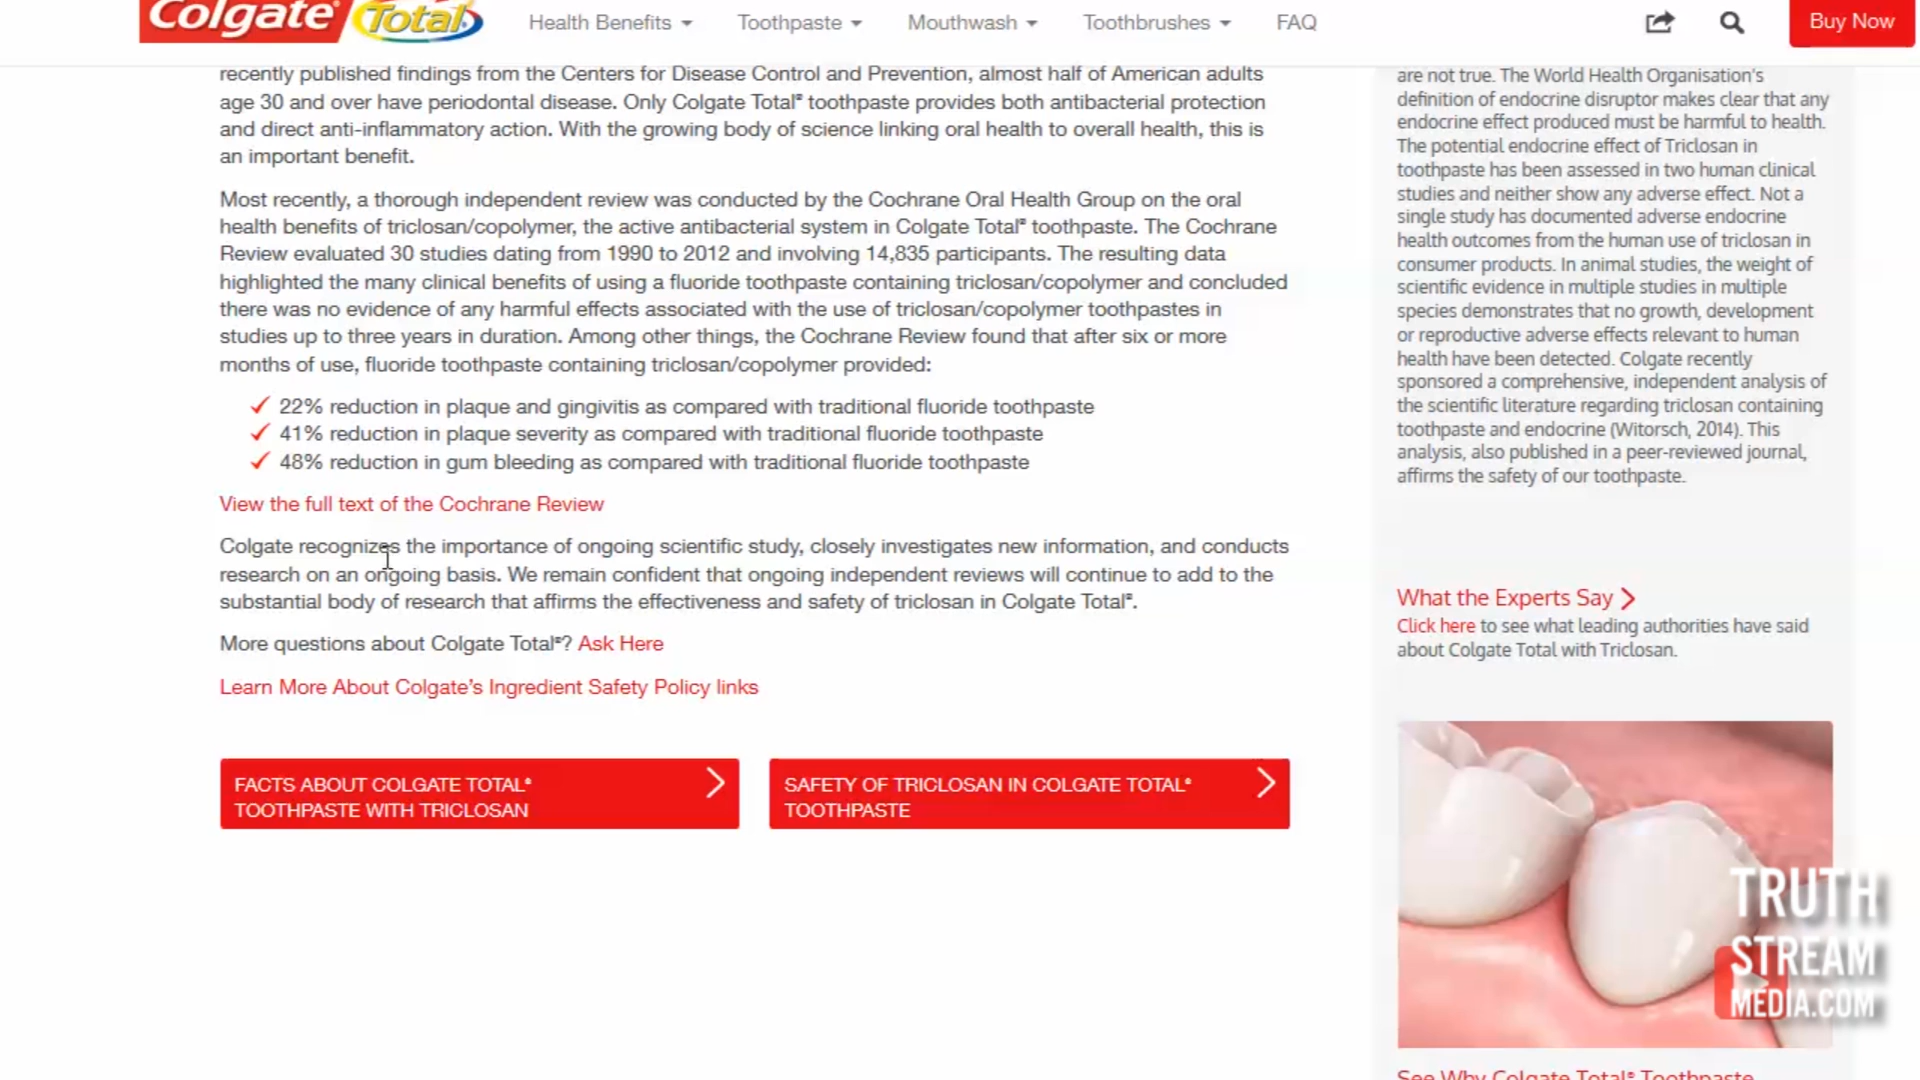 Colgate Total
Health Benefits
Toothpaste
Mouthwash
Toothbrushes
FAQ
Buy Now
recently published findings from the Centers for Disease Control and Prevention, almost half of American adults
age 30 and over have periodontal disease. Only Colgate Total® toothpaste provides both antibacterial protection
and direct anti-inflammatory action. With the growing body of science linking oral health to overall health, this is
an important benefit.
Most recently, a thorough independent review was conducted by the Cochrane Oral Health Group on the oral
health benefits of triclosan/copolymer, the active antibacterial system in Colgate Total® toothpaste. The Cochrane
Review evaluated 30 studies dating from 1990 to 2012 and involving 14,835 participants. The resulting data
highlighted the many clinical benefits of using a fluoride toothpaste containing triclosan/copolymer and concluded
there was no evidence of any harmful effects associated with the use of triclosan/copolymer toothpastes in
studies up to three years in duration. Among other things, the Cochrane Review found that after six or more
months of use, fluoride toothpaste containing triclosan/copolymer provided:
22% reduction in plaque and gingivitis as compared with traditional fluoride toothpaste
41% reduction in plaque severity as compared with traditional fluoride toothpaste
48% reduction in gum bleeding as compared with traditional fluoride toothpaste
View the full text of the Cochrane Review
Colgate recognizes the importance of ongoing scientific study, closely investigates new information, and conducts
research on an ongoing basis. We remain confident that ongoing independent reviews will continue to add to the
substantial body of research that affirms the effectiveness and safety of triclosan in Colgate Total®.
More questions about Colgate Total®? Ask Here
Learn More About Colgate's Ingredient Safety Policy links
FACTS ABOUT COLGATE TOTAL®
TOOTHPASTE WITH TRICLOSAN
SAFETY OF TRICLOSAN IN COLGATE TOTAL®
TOOTHPASTE
are not true. The World Health Organisation's
definition of endocrine disruptor makes clear that any
endocrine effect produced must be harmful to health.
The potential endocrine effect of Triclosan in
toothpaste has been assessed in two human clinical
studies and neither show any adverse effect. Not a
single study has documented adverse endocrine
health outcomes from the human use of triclosan in
consumer products. In animal studies, the weight of
scientific evidence in multiple studies in multiple
species demonstrates that no growth, development
or reproductive adverse effects relevant to human
health have been detected. Colgate recently
sponsored a comprehensive, independent analysis of
the scientific literature regarding triclosan containing
toothpaste and endocrine (Witorsch, 2014). This
analysis, also published in a peer-reviewed journal,
affirms the safety of our toothpaste.
What the Experts Say
Click here to see what leading authorities have said
about Colgate Total with Triclosan.
TRUTH
STREAM
MEDIA.COM
See Why Colgate Total® Toothpaste